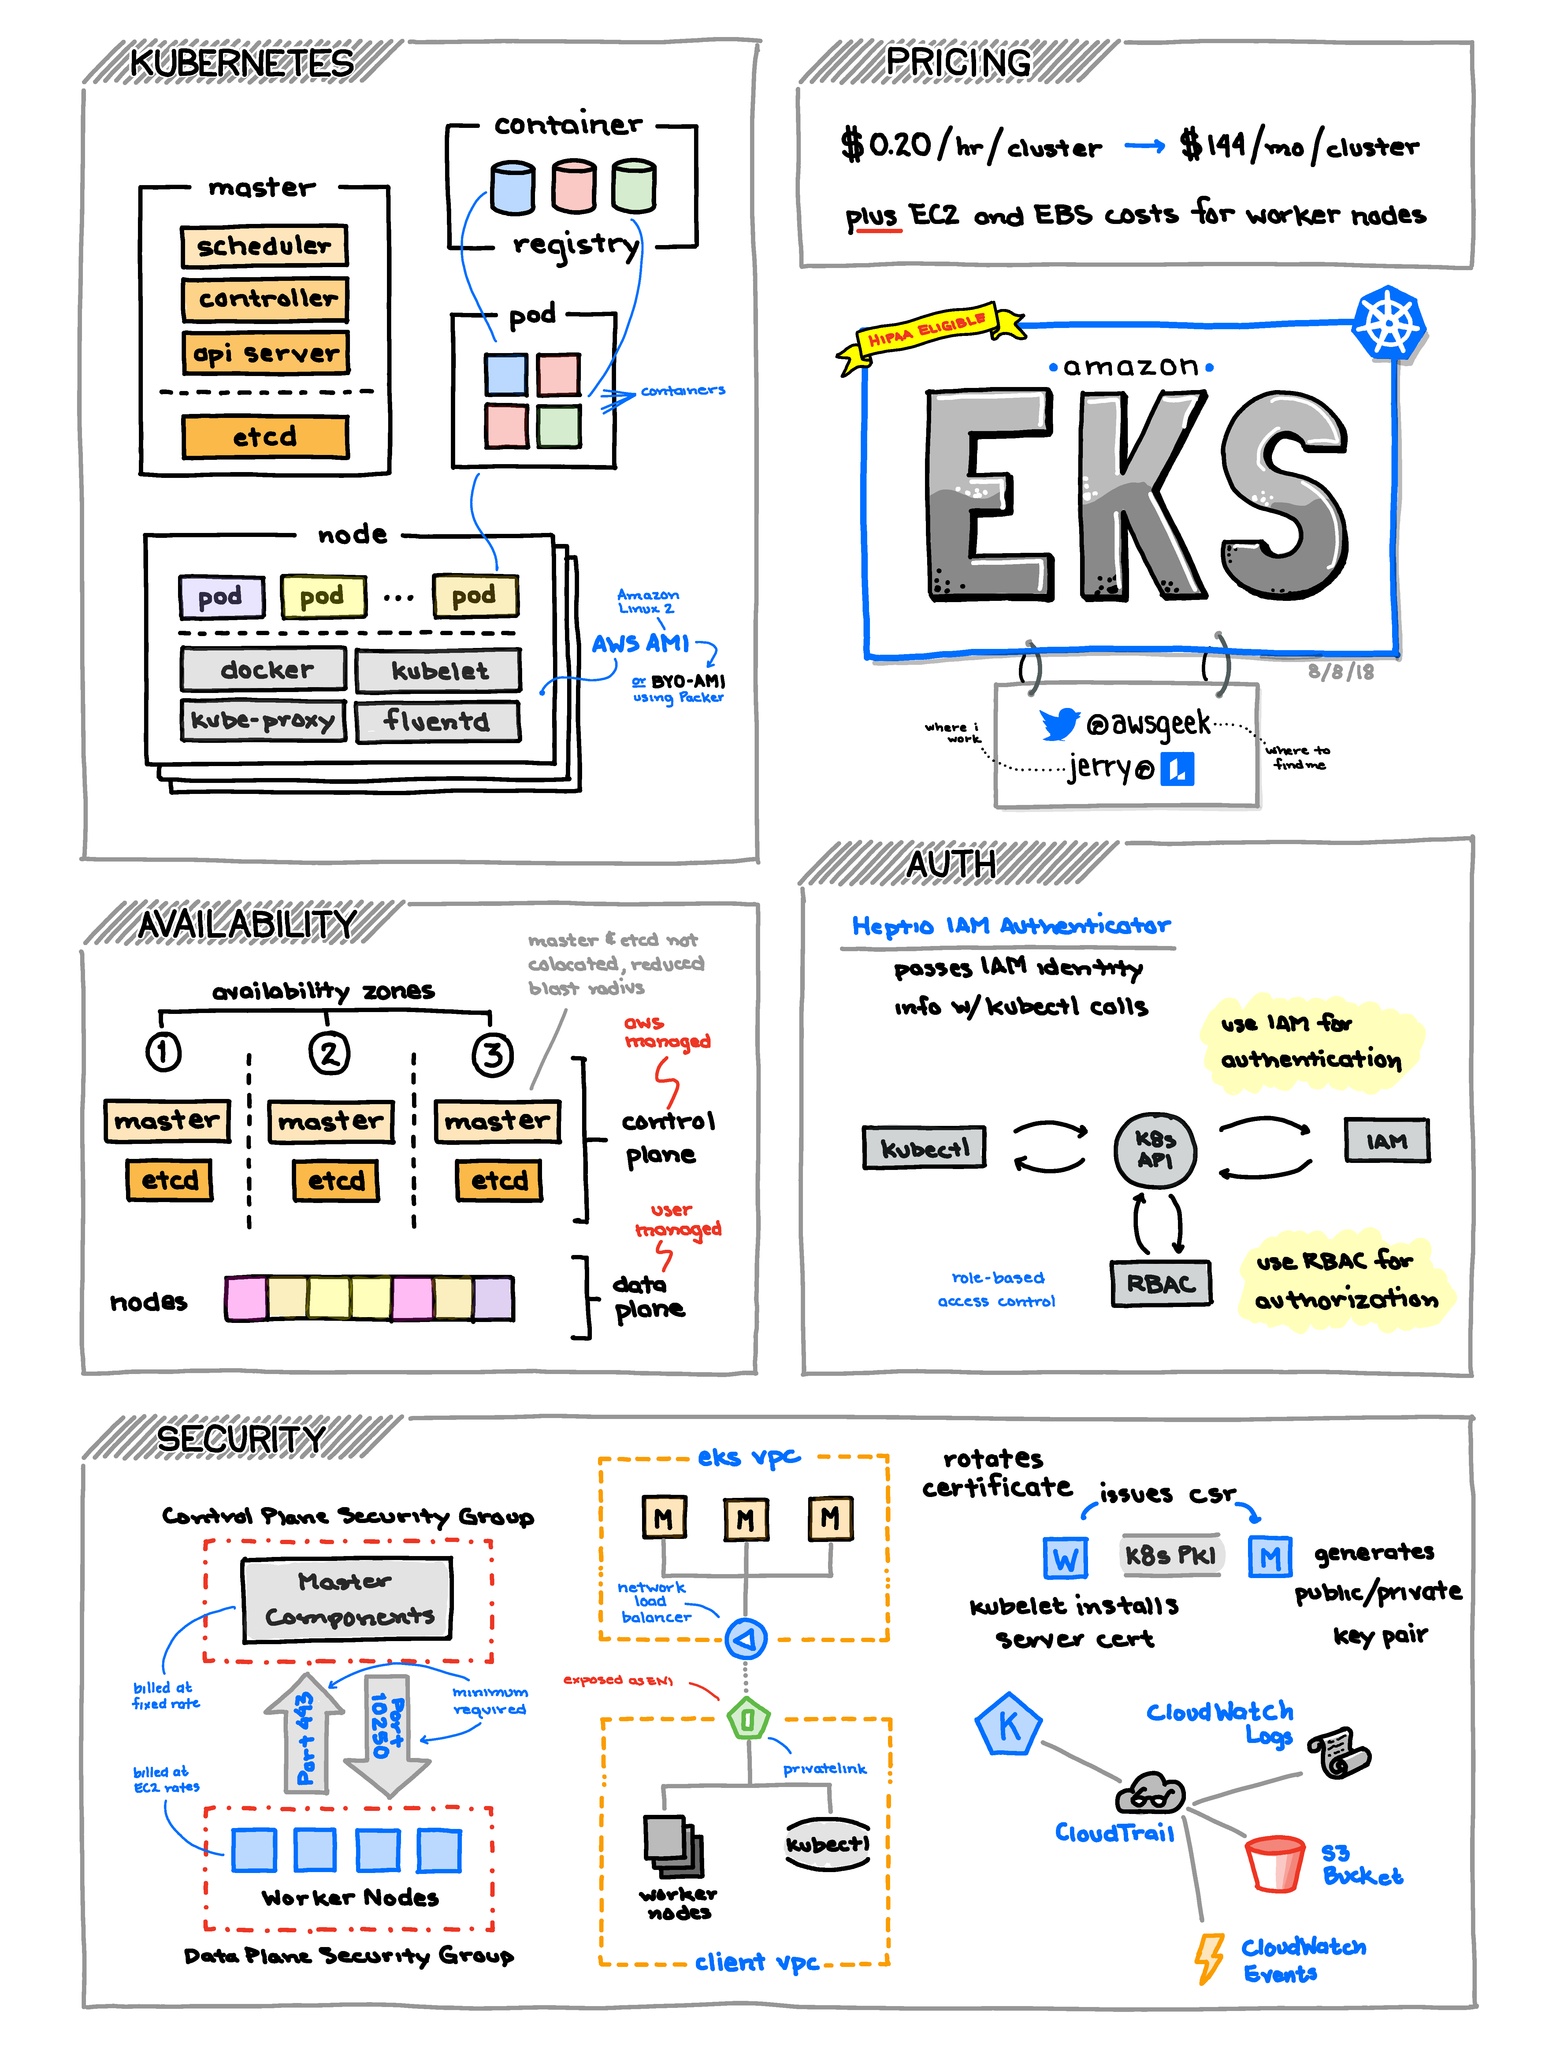 KUBERNETES
container
registry
master
scheduler
controller
api server
etcd
pod
containers
node
pod
pod
...
pod
docker
kubelet
kube-proxy
fluentd
Amazon
Linux 2
AWS AMI
or BYO-AMI
using Packer
PRICING
$0.20/hr/cluster → $144/mo/cluster
plus EC2 and EBS costs for worker nodes
HIPAA ELIGIBLE
amazon
EKS
8/8/18
@awsgeek
jerry@
where i
work
where to
find me
AVAILABILITY
master & etcd not
colocated, reduced
blast radius
availability zones
1
2
3
master
master
master
etcd
etcd
etcd
aws
managed
control
plane
user
managed
nodes
data
plane
AUTH
Heptio IAM Authenticator
passes IAM identity
info w/ kubectl calls
use IAM for
authentication
kubectl
K8s
API
IAM
RBAC
role-based
access control
use RBAC for
authorization
SECURITY
Control Plane Security Group
Master
Components
billed at
fixed rate
Port 443
Port
10250
minimum
required
billed at
EC2 rates
Worker Nodes
Data Plane Security Group
eks vpc
M
M
M
network
load
balancer
exposed as ENI
privatelink
worker
nodes
kubectl
client vpc
rotates
certificate
issues csr
W
K8s PKI
M
generates
public/private
key pair
kubelet installs
server cert
K
CloudWatch
Logs
CloudTrail
S3
Bucket
CloudWatch
Events